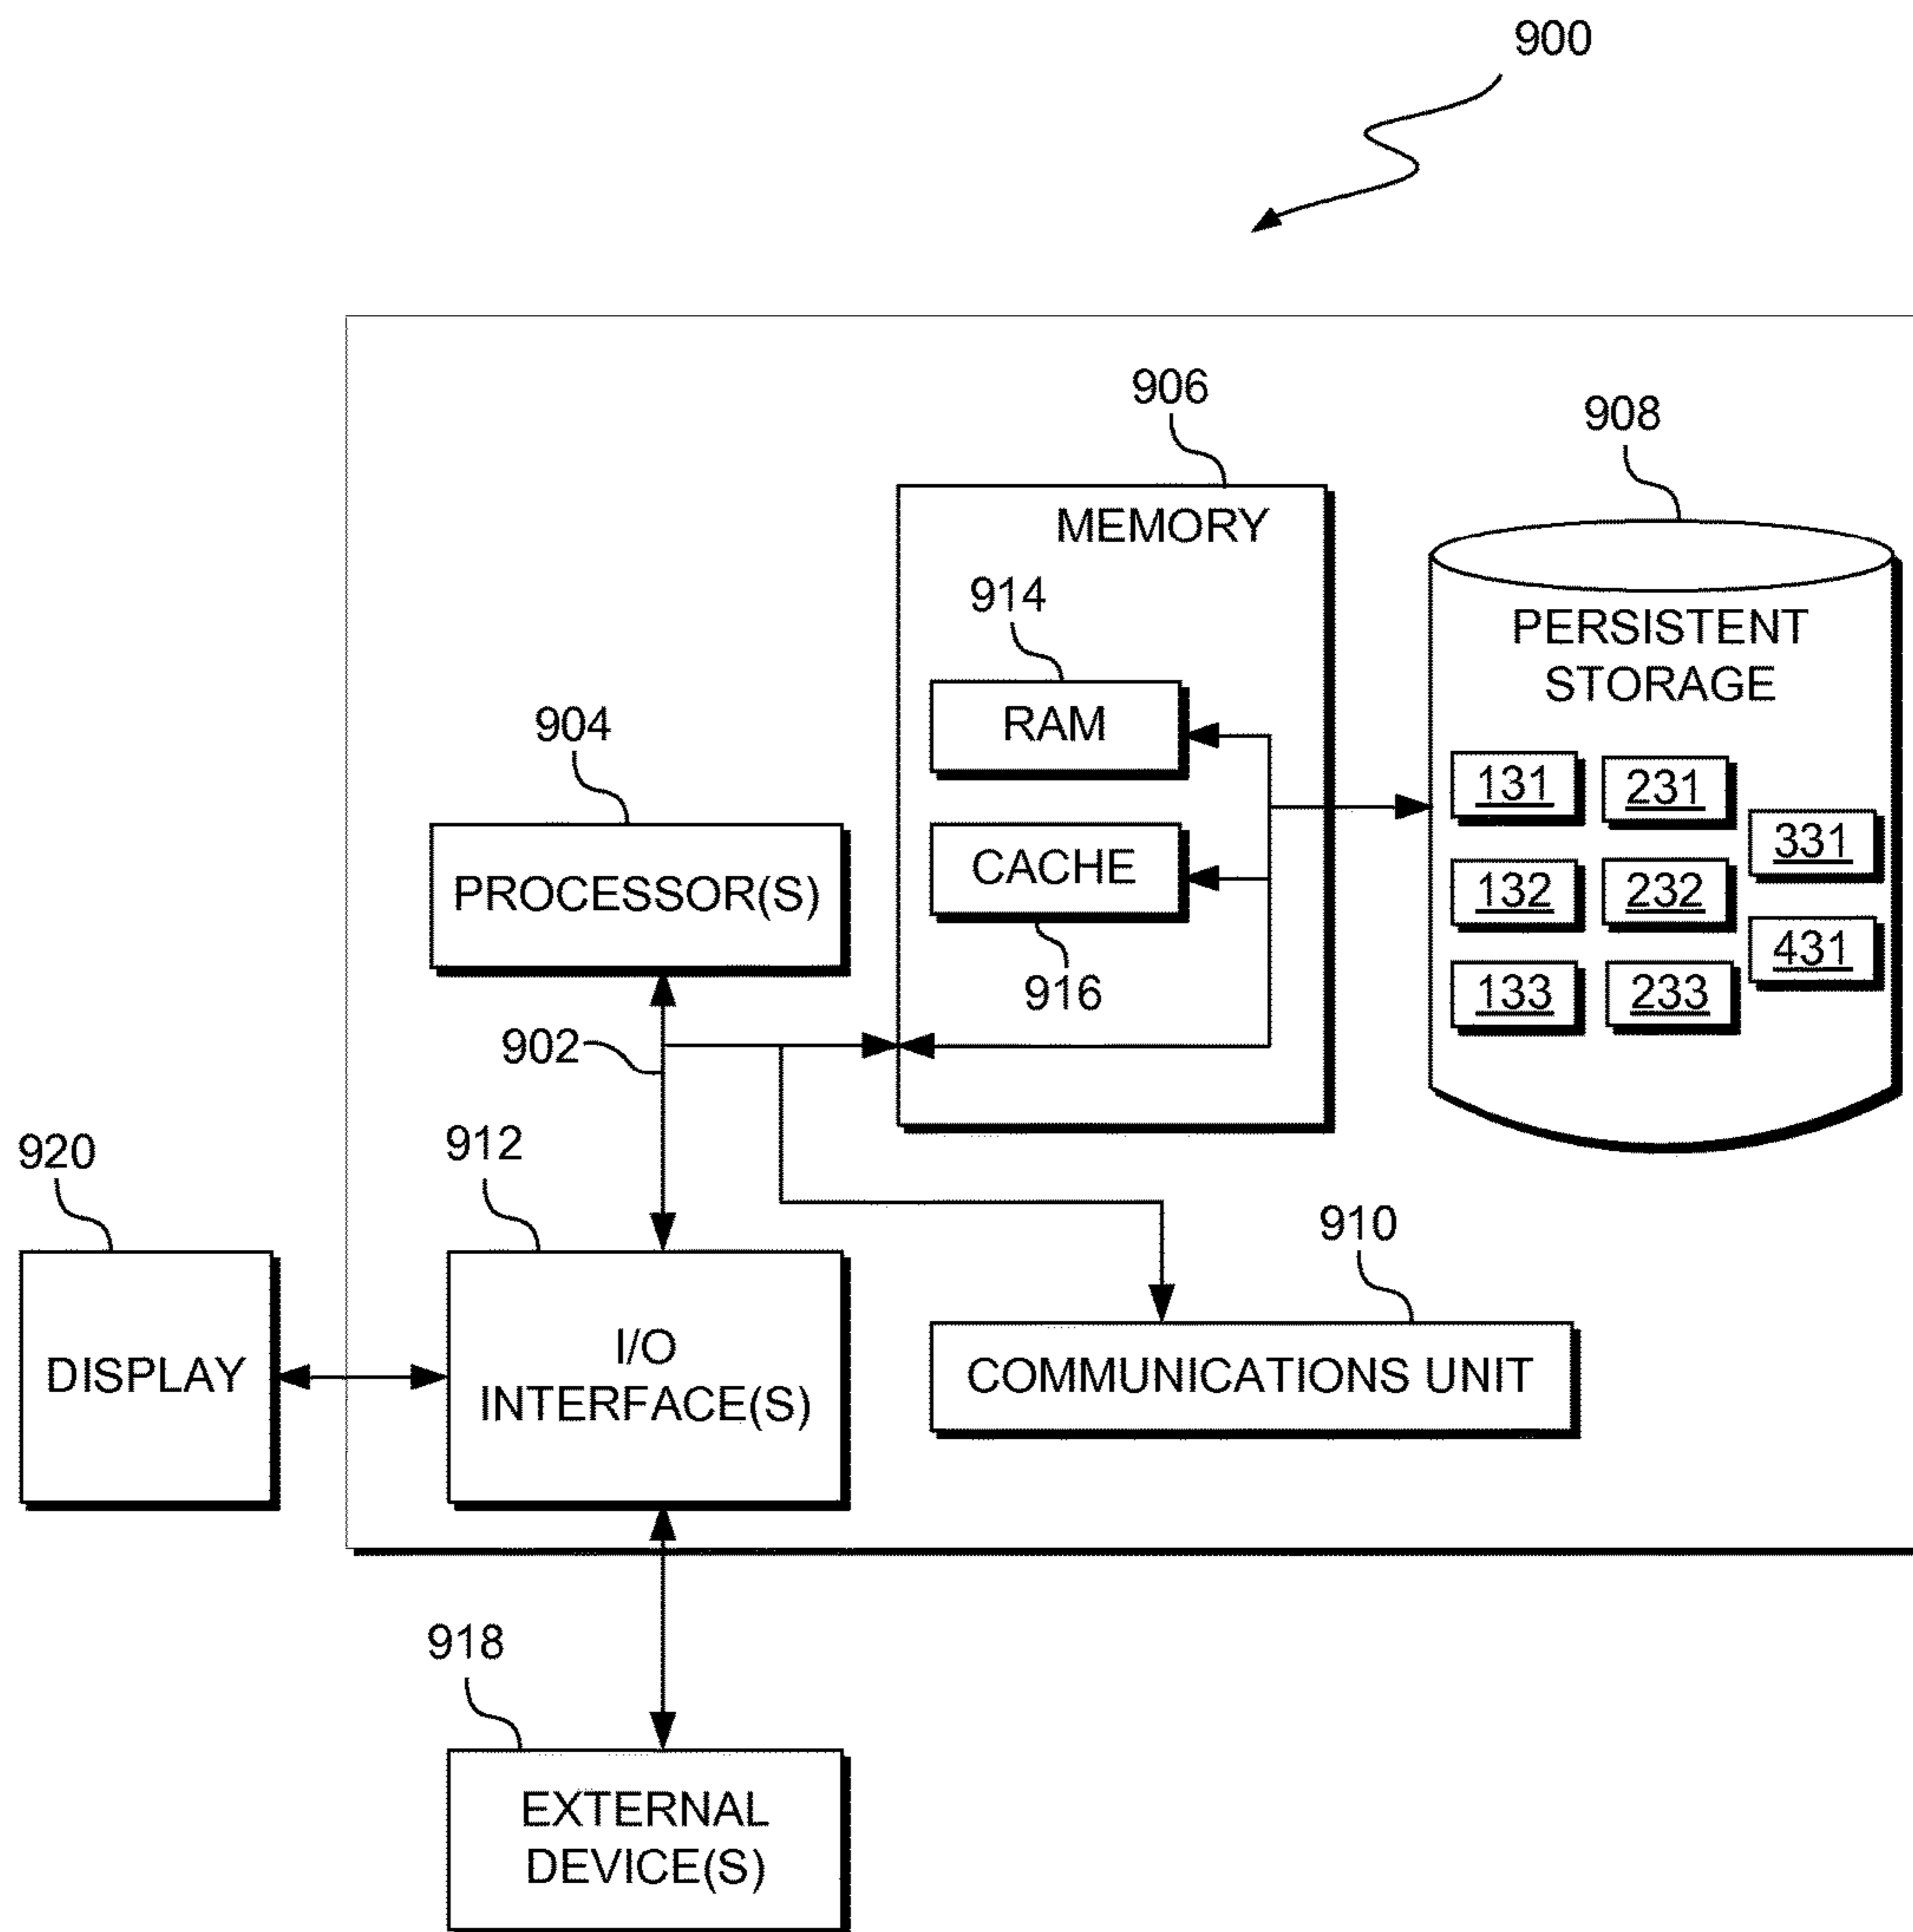 900
906
908
MEMORY
914
PERSISTENT
STORAGE
RAM
904
131
231
331
CACHE
PROCESSOR(S)
132
232
431
916
133
233
902
920
912
910
I/O
INTERFACE(S)
DISPLAY
COMMUNICATIONS UNIT
918
EXTERNAL
DEVICE(S)